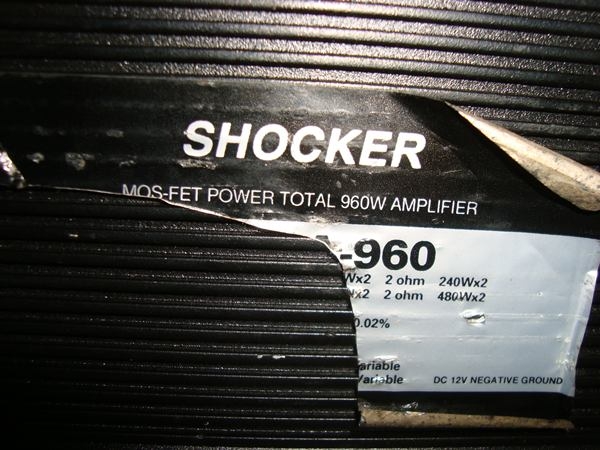 SHOCKER
MOS-FET POWER TOTAL 960W AMPLIFIER
A-960
Wx2 2 ohm 240Wx2
Wx2 2 ohm 480Wx2
0.02%
ariable
Variable DC 12V NEGATIVE GROUND